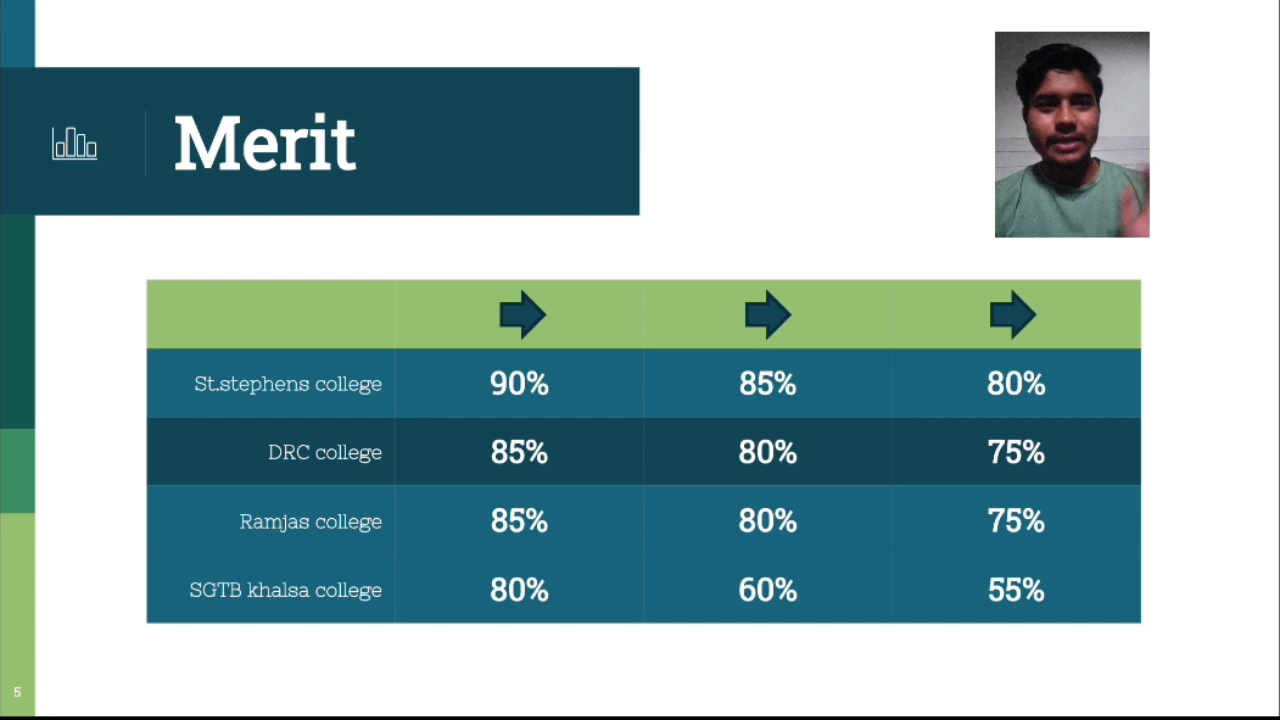 Merit
St.stephens college 90% 85% 80%
DRC college 85% 80% 75%
Ramjas college 85% 80% 75%
SGTB khalsa college 80% 60% 55%
5